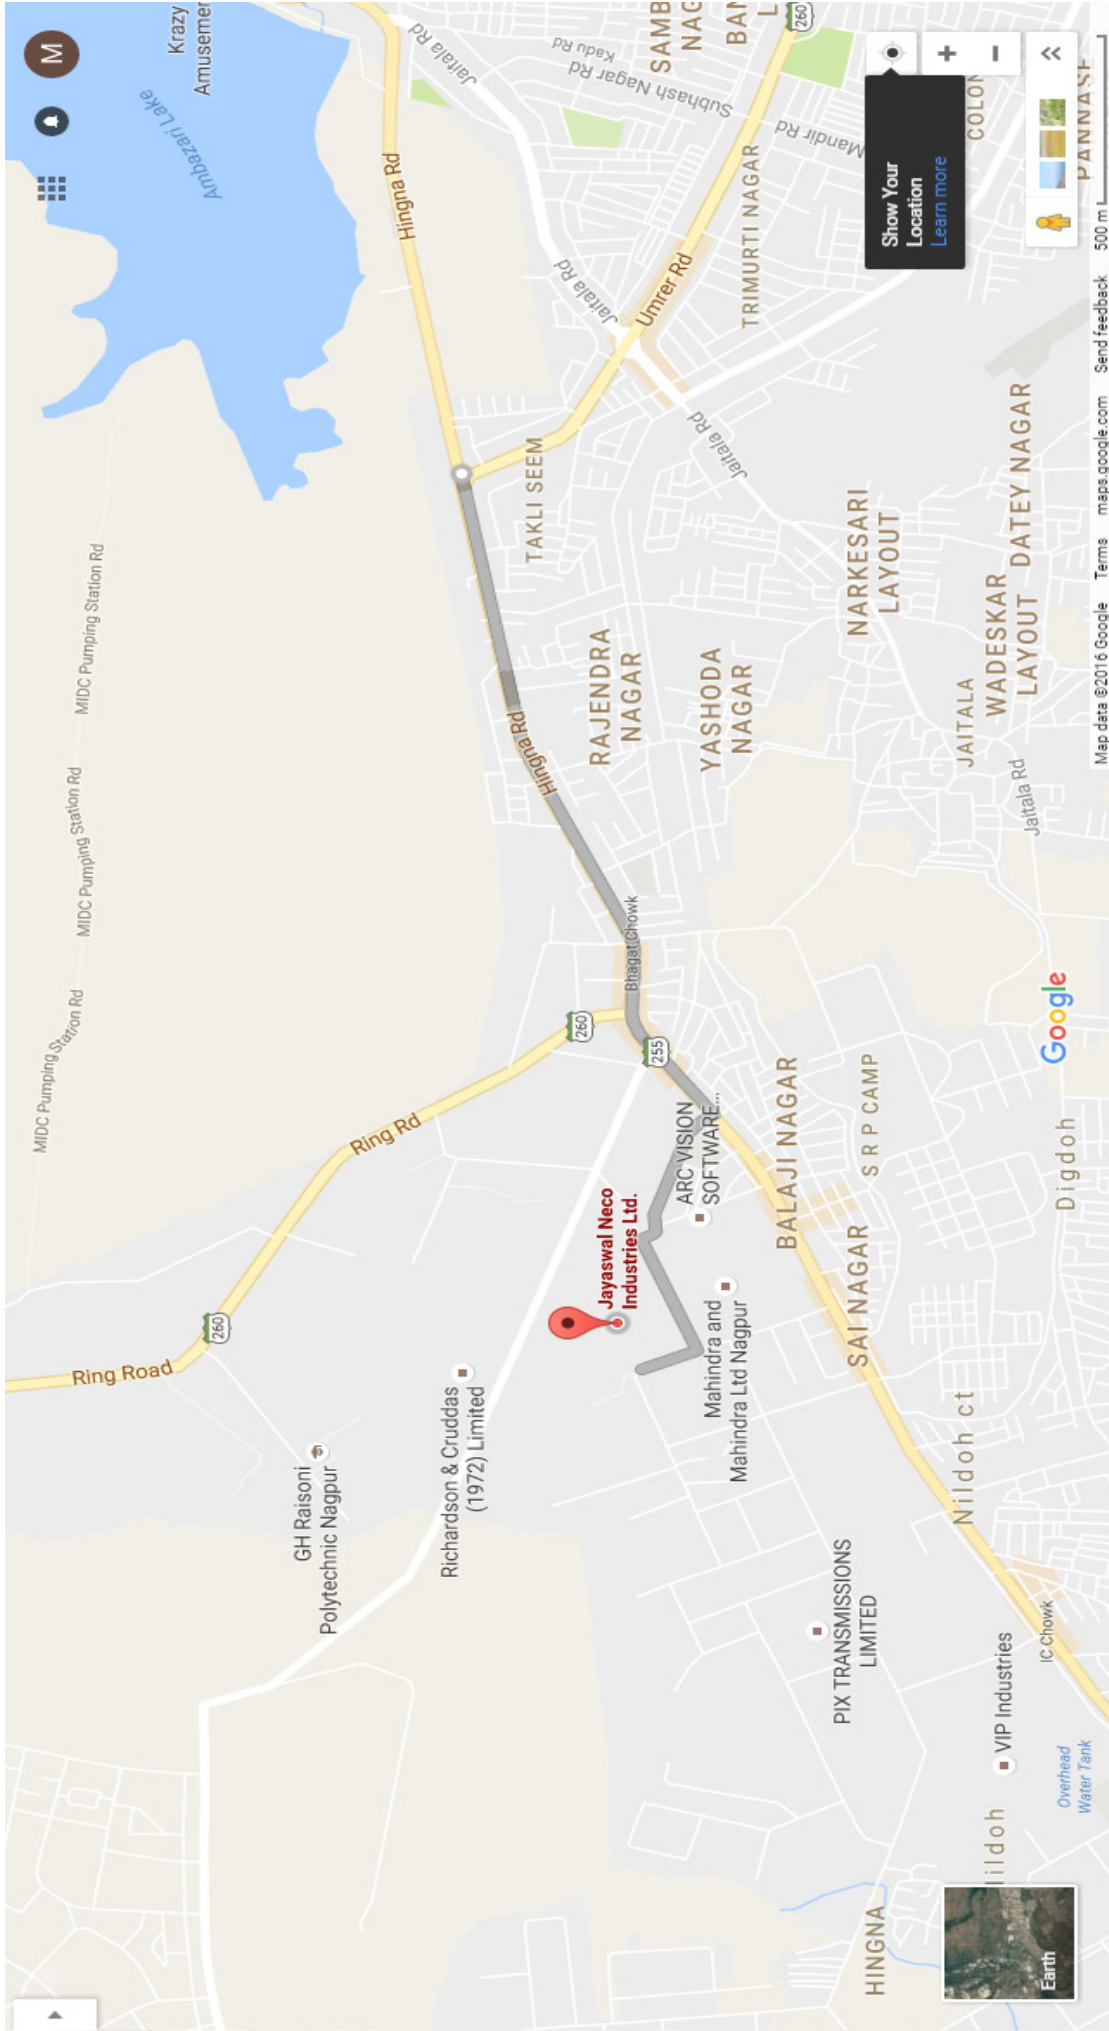 Krazy
Amusemen
M
Ambazari Lake
Hingna Rd
Jaitala Rd
Kadu Rd
Subhash Nagar Rd
SAMB
NAG
BAN
L
260
Mandir Rd
TRIMURTI NAGAR
Umrer Rd
Jaitala Rd
Jaitala Rd
TAKLI SEEM
MIDC Pumping Station Rd
MIDC Pumping Station Rd
MIDC Pumping Station Rd
Hingna Rd
RAJENDRA
NAGAR
YASHODA
NAGAR
NARKESARI
LAYOUT
DATEY NAGAR
WADESKAR
LAYOUT
JAITALA
Jaitala Rd
COLON
PANNASE
Show Your
Location
Learn more
Bhagat Chowk
260
255
Ring Rd
260
Ring Road
GH Raisoni
Polytechnic Nagpur
Richardson & Cruddas
(1972) Limited
Jayaswal Neco
Industries Ltd.
ARC VISION
SOFTWARE...
Mahindra and
Mahindra Ltd Nagpur
BALAJI NAGAR
S R P CAMP
SAI NAGAR
Digdoh
Nildoh ct
PIX TRANSMISSIONS
LIMITED
IC Chowk
VIP Industries
Overhead
Water Tank
ildoh
HINGNA
Earth
Google
Map data ©2016 Google Terms maps.google.com Send feedback 500 m